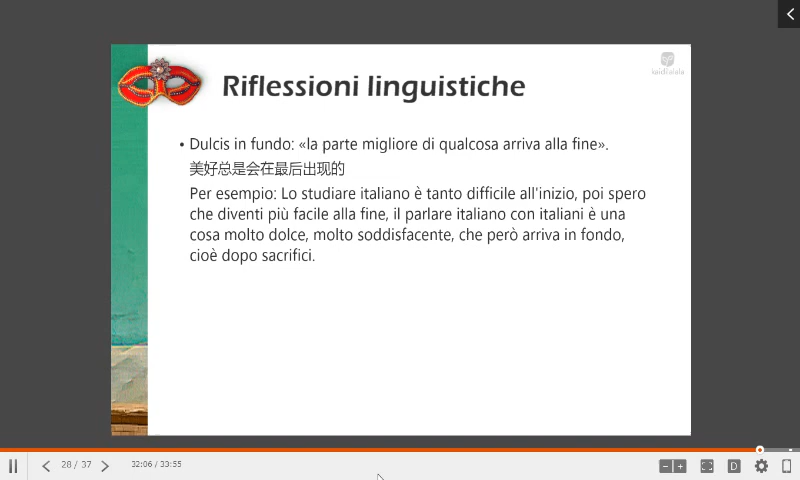 Riflessioni linguistiche
kaidialala
• Dulcis in fundo: «la parte migliore di qualcosa arriva alla fine».
美好总是会在最后出现的
Per esempio: Lo studiare italiano è tanto difficile all'inizio, poi spero
che diventi più facile alla fine, il parlare italiano con italiani è una
cosa molto dolce, molto soddisfacente, che però arriva in fondo,
cioè dopo sacrifici.
28 / 37 32:06 / 33:55
D